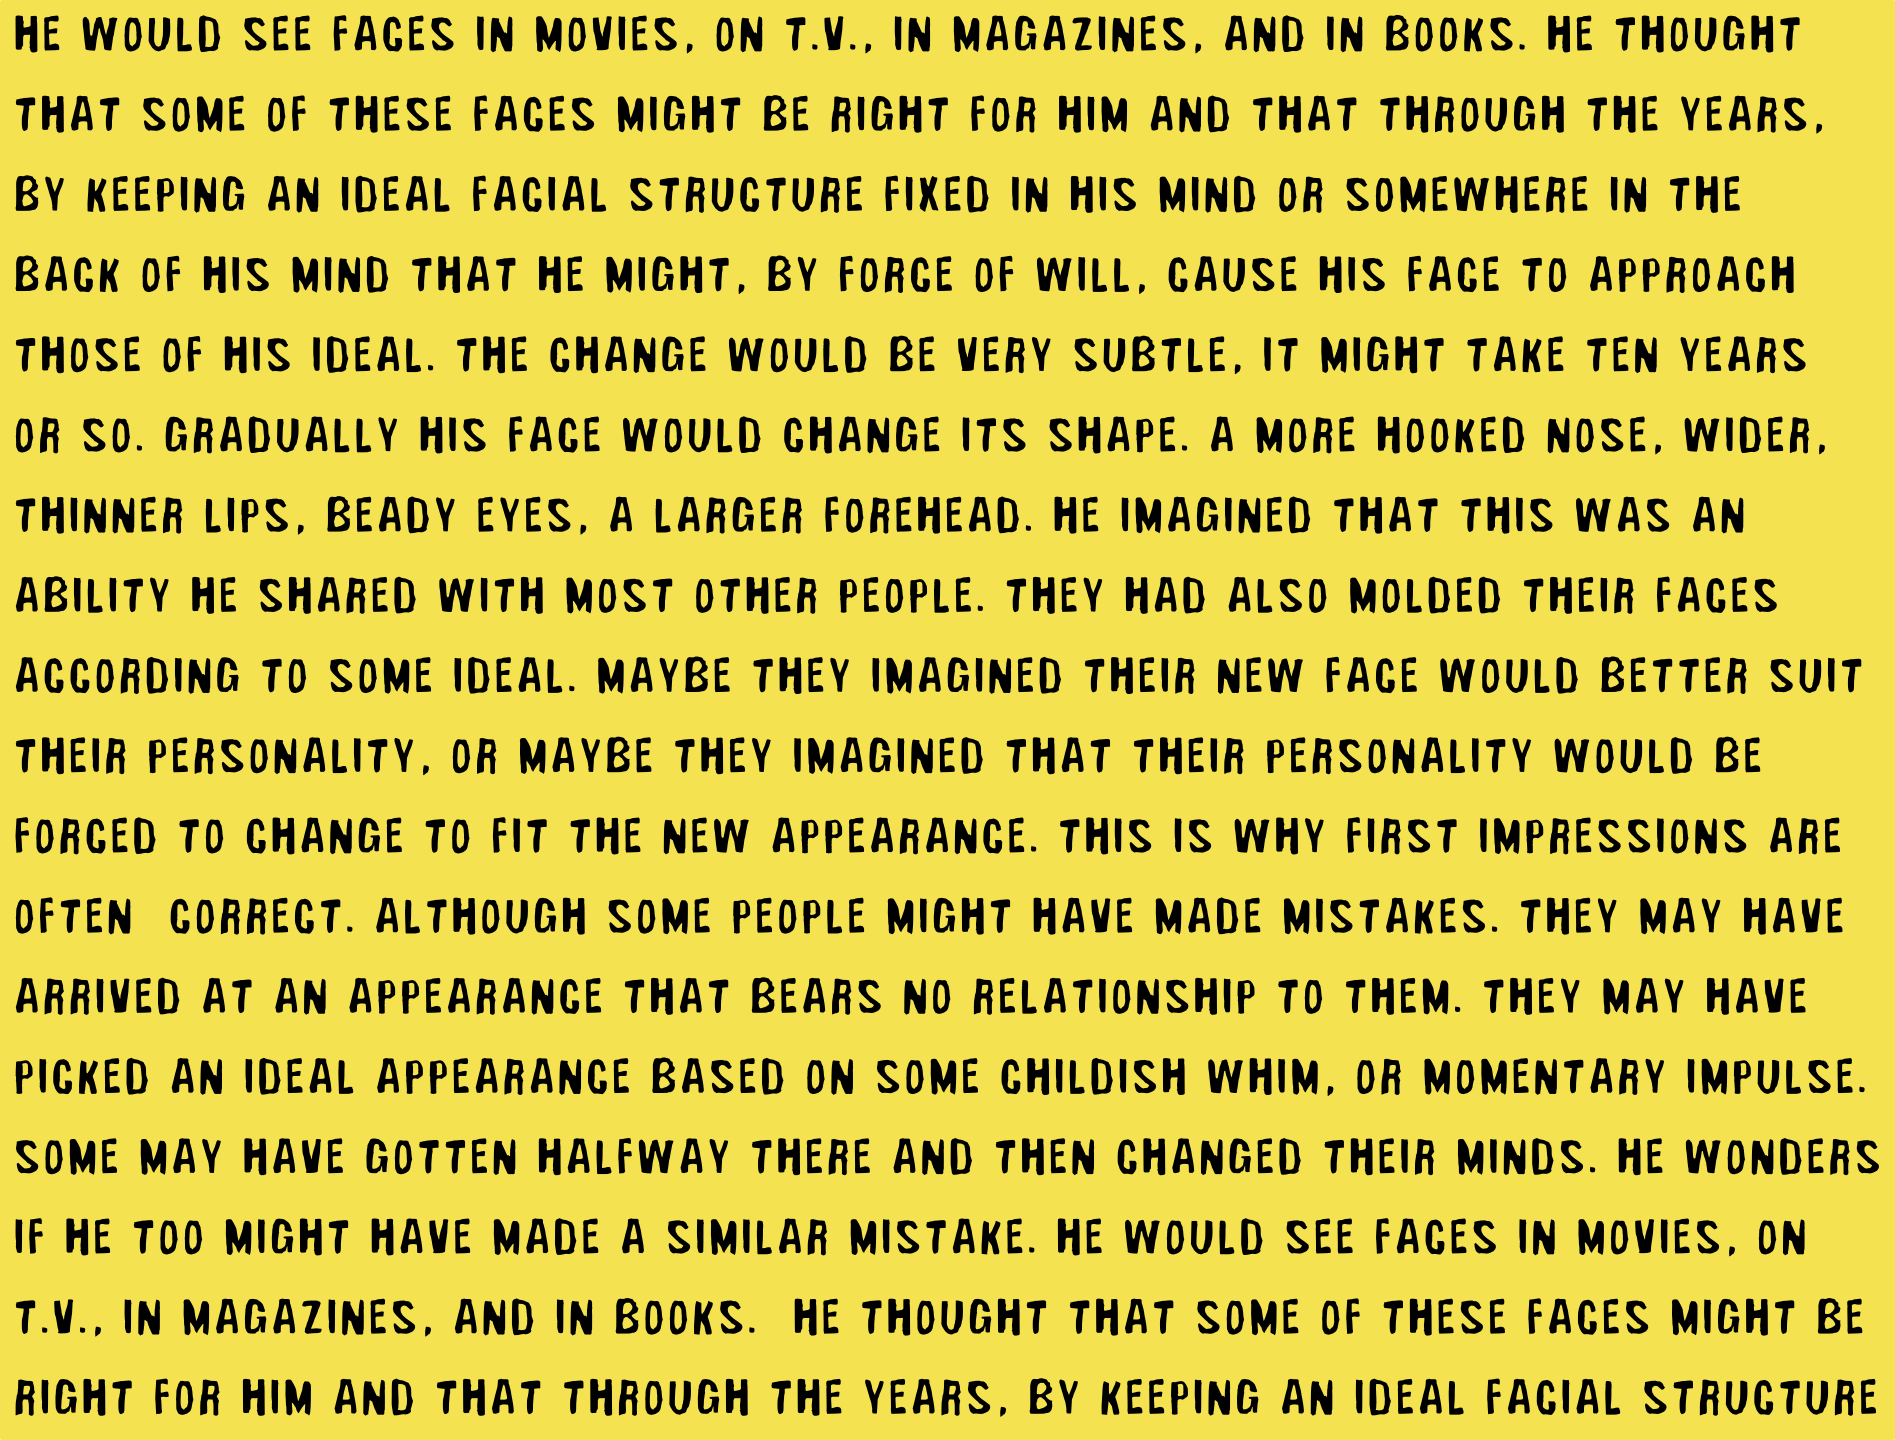 HE WOULD SEE FACES IN MOVIES, ON T.V., IN MAGAZINES, AND IN BOOKS. HE THOUGHT
THAT SOME OF THESE FACES MIGHT BE RIGHT FOR HIM AND THAT THROUGH THE YEARS,
BY KEEPING AN IDEAL FACIAL STRUCTURE FIXED IN HIS MIND OR SOMEWHERE IN THE
BACK OF HIS MIND THAT HE MIGHT, BY FORCE OF WILL, CAUSE HIS FACE TO APPROACH
THOSE OF HIS IDEAL. THE CHANGE WOULD BE VERY SUBTLE, IT MIGHT TAKE TEN YEARS
OR SO. GRADUALLY HIS FACE WOULD CHANGE ITS SHAPE. A MORE HOOKED NOSE, WIDER,
THINNER LIPS, BEADY EYES, A LARGER FOREHEAD. HE IMAGINED THAT THIS WAS AN
ABILITY HE SHARED WITH MOST OTHER PEOPLE. THEY HAD ALSO MOLDED THEIR FACES
ACCORDING TO SOME IDEAL. MAYBE THEY IMAGINED THEIR NEW FACE WOULD BETTER SUIT
THEIR PERSONALITY, OR MAYBE THEY IMAGINED THAT THEIR PERSONALITY WOULD BE
FORCED TO CHANGE TO FIT THE NEW APPEARANCE. THIS IS WHY FIRST IMPRESSIONS ARE
OFTEN  CORRECT. ALTHOUGH SOME PEOPLE MIGHT HAVE MADE MISTAKES. THEY MAY HAVE
ARRIVED AT AN APPEARANCE THAT BEARS NO RELATIONSHIP TO THEM. THEY MAY HAVE
PICKED AN IDEAL APPEARANCE BASED ON SOME CHILDISH WHIM, OR MOMENTARY IMPULSE.
SOME MAY HAVE GOTTEN HALFWAY THERE AND THEN CHANGED THEIR MINDS. HE WONDERS
IF HE TOO MIGHT HAVE MADE A SIMILAR MISTAKE. HE WOULD SEE FACES IN MOVIES, ON
T.V., IN MAGAZINES, AND IN BOOKS.  HE THOUGHT THAT SOME OF THESE FACES MIGHT BE
RIGHT FOR HIM AND THAT THROUGH THE YEARS, BY KEEPING AN IDEAL FACIAL STRUCTURE